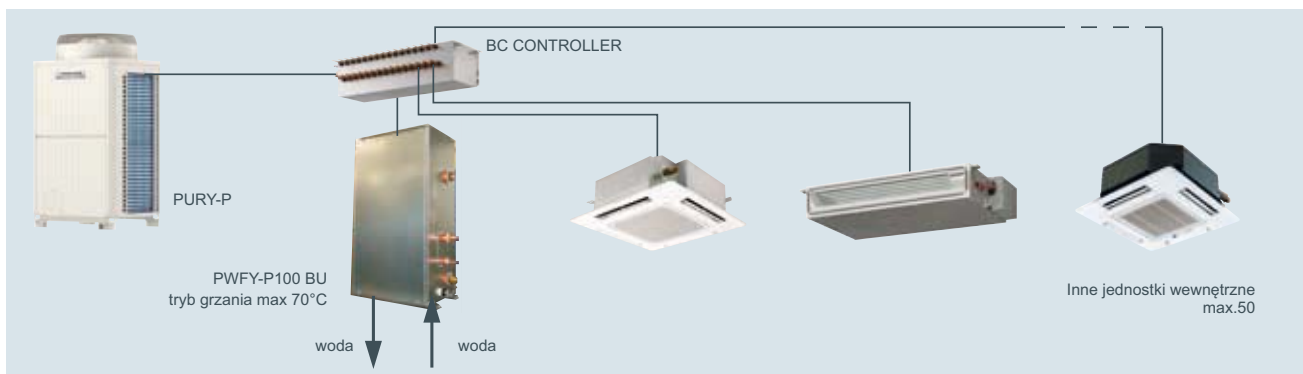 BC CONTROLLER
PURY-P
PWFY-P100 BU
tryb grzania max 70°C
Inne jednostki wewnętrzne
max.50
woda
woda